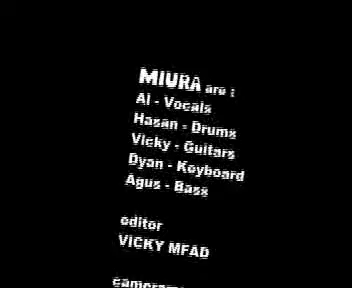 MIURA are :
Al - Vocals
Hasan - Drums
Vicky - Guitars
Dyan - Keyboard
Agus - Bass
editor
VICKY MFAD